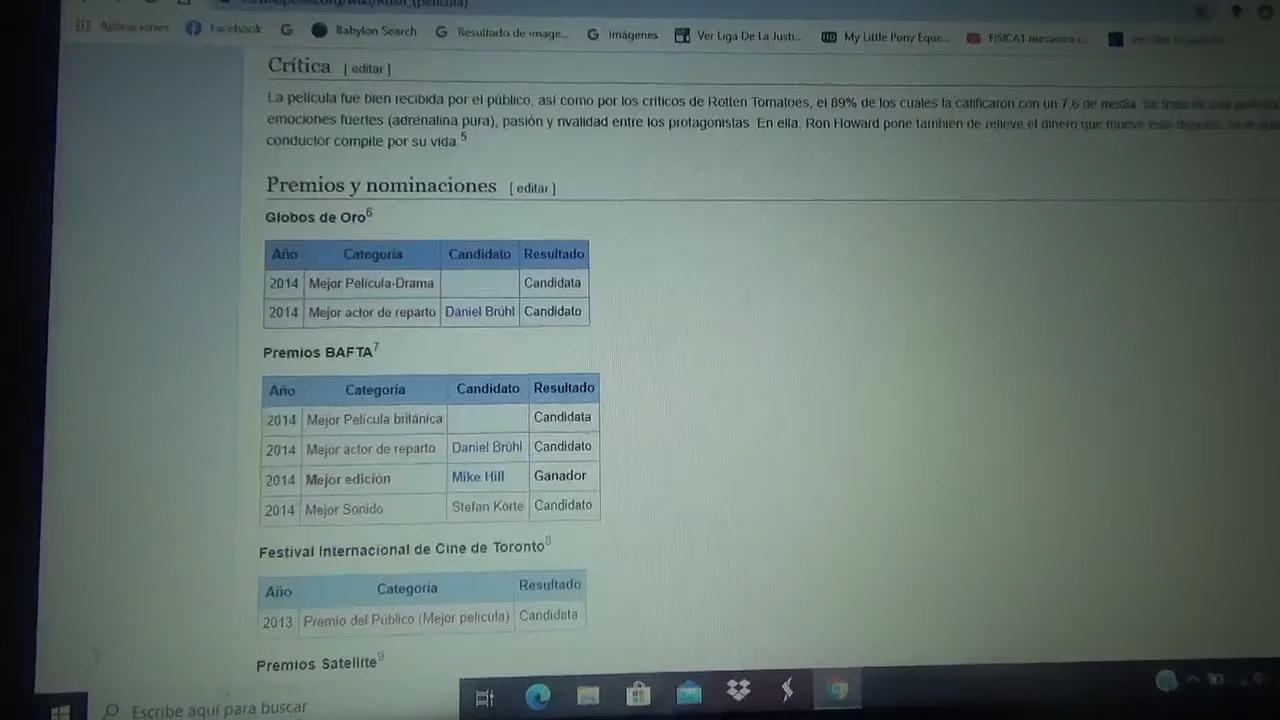 Aplicaciones Facebook Babylon Search Resultado de image... Imágenes Ver Liga De La Justi... My Little Pony Eque... FISICA1 mecanica c...
Crítica [ editar ]
La película fue bien recibida por el público, así como por los críticos de Rotten Tomatoes, el 89% de los cuales la calificaron con un 7,6 de media.
emociones fuertes (adrenalina pura), pasión y rivalidad entre los protagonistas. En ella, Ron Howard pone también de relieve el dinero que mueve este
conductor compite por su vida.5
Premios y nominaciones [ editar ]
Globos de Oro6
Año Categoría Candidato Resultado
2014 Mejor Película-Drama Candidata
2014 Mejor actor de reparto Daniel Brühl Candidato
Premios BAFTA7
Año Categoría Candidato Resultado
2014 Mejor Película británica Candidata
2014 Mejor actor de reparto Daniel Brühl Candidato
2014 Mejor edición Mike Hill Ganador
2014 Mejor Sonido Stefan Korte Candidato
Festival Internacional de Cine de Toronto8
Año Categoría Resultado
2013 Premio del Público (Mejor película) Candidata
Premios Satellite9
Escribe aquí para buscar